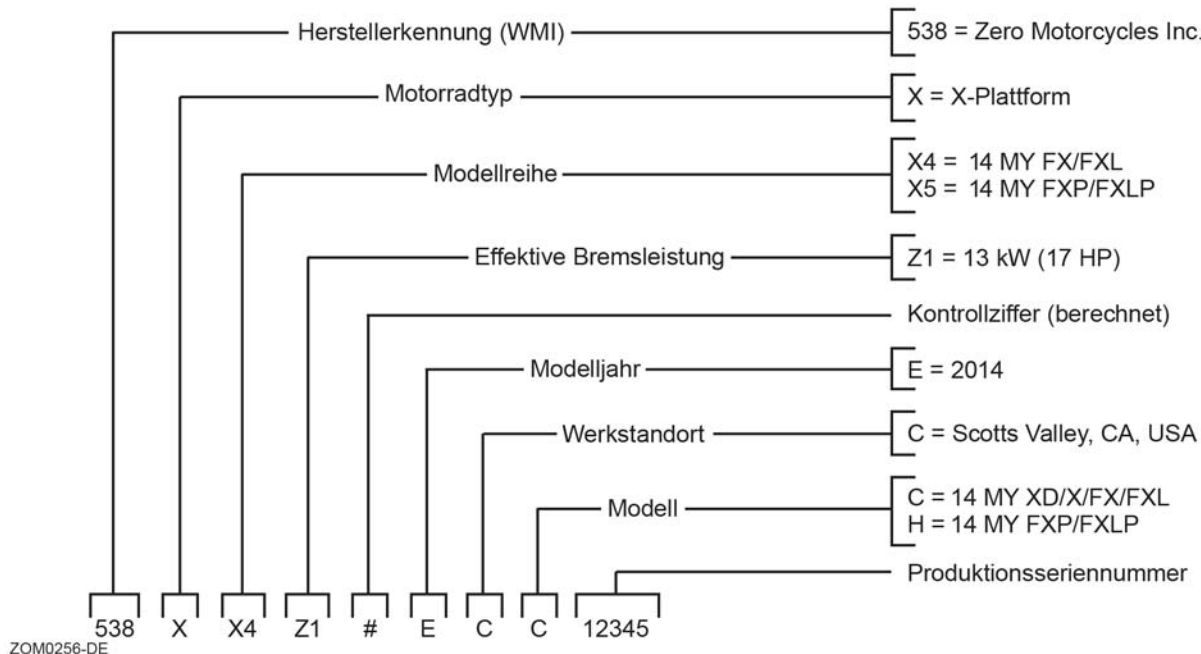 Herstellerkennung (WMI)
538 = Zero Motorcycles Inc.
Motorradtyp
X = X-Plattform
Modellreihe
X4 = 14 MY FX/FXL
X5 = 14 MY FXP/FXLP
Effektive Bremsleistung
Z1 = 13 kW (17 HP)
Kontrollziffer (berechnet)
Modelljahr
E = 2014
Werkstandort
C = Scotts Valley, CA, USA
Modell
C = 14 MY XD/X/FX/FXL
H = 14 MY FXP/FXLP
Produktionsseriennummer
538 X X4 Z1 # E C C 12345
ZOM0256-DE